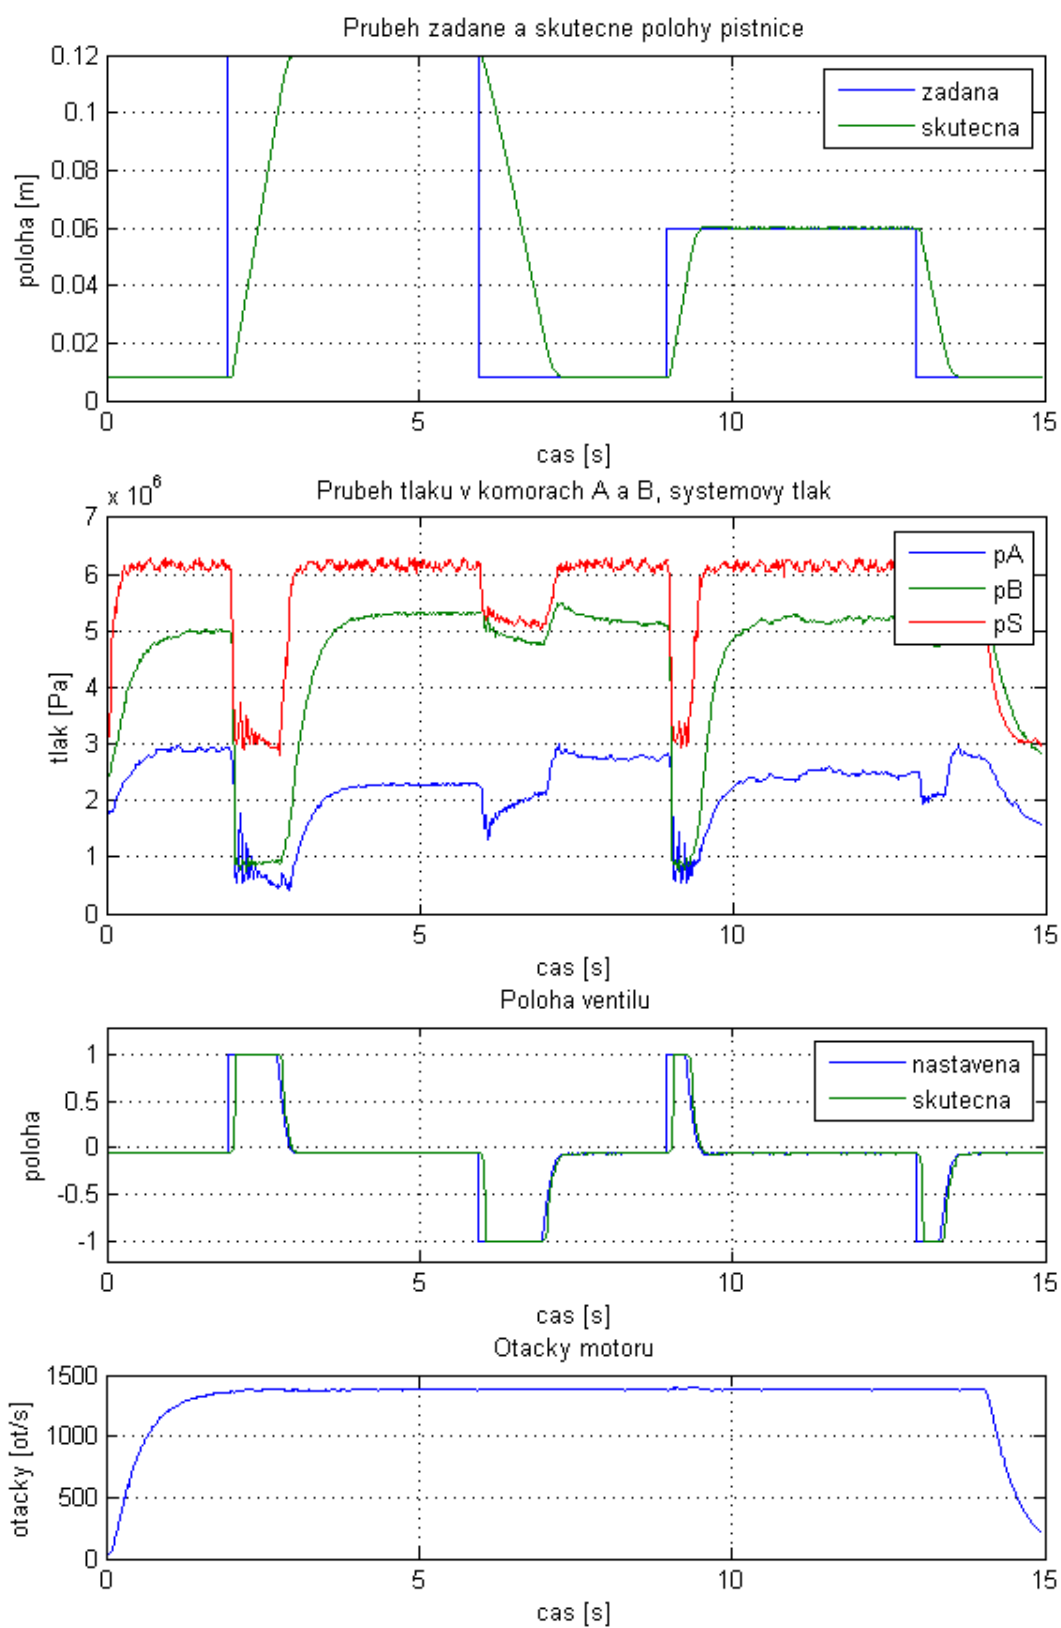 Prubeh zadane a skutecne polohy pistnice
0.12
0.1
0.08
0.06
0.04
0.02
0
poloha [m]
zadana
skutecna
0 5 10 15
cas [s]
Prubeh tlaku v komorach A a B, systemovy tlak
x 10^6
7
6
5
4
3
2
1
0
tlak [Pa]
pA
pB
pS
0 5 10 15
cas [s]
Poloha ventilu
1
0.5
0
-0.5
-1
poloha
nastavena
skutecna
0 5 10 15
cas [s]
Otacky motoru
1500
1000
500
0
otacky [ot/s]
0 5 10 15
cas [s]